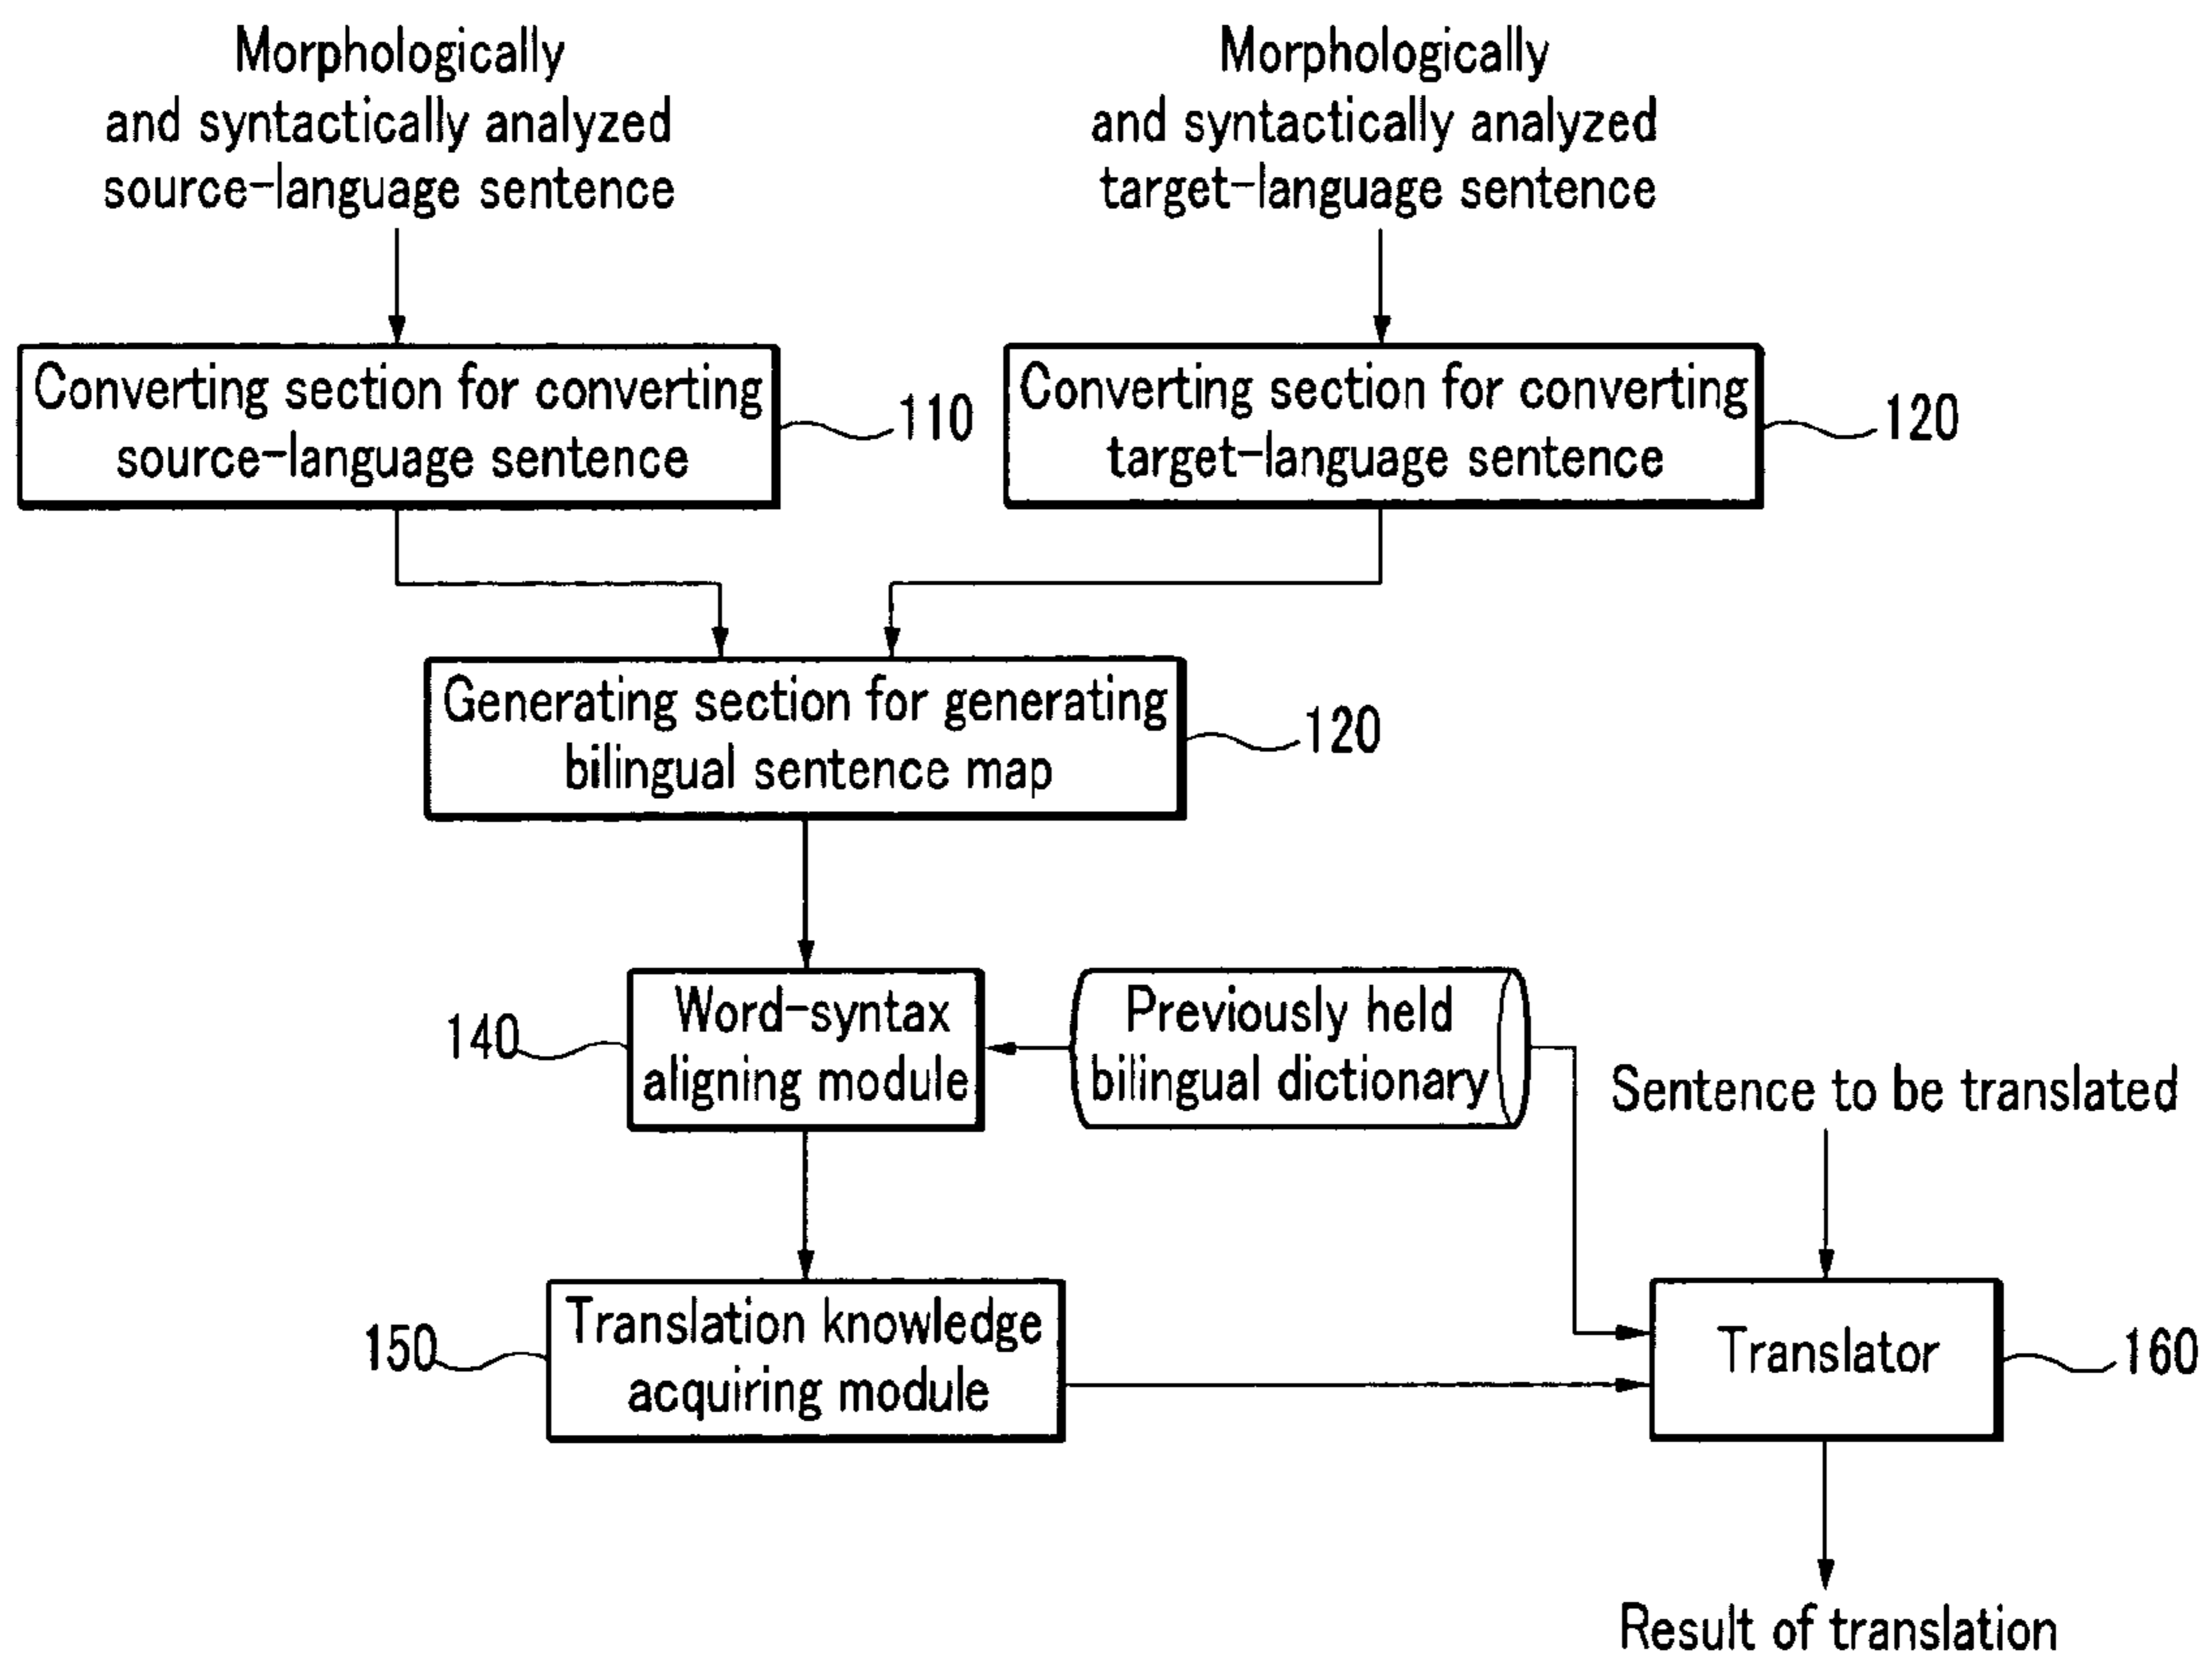 Morphologically
and syntactically analyzed
source-language sentence
Morphologically
and syntactically analyzed
target-language sentence
Converting section for converting
source-language sentence
110
Converting section for converting
target-language sentence
120
Generating section for generating
bilingual sentence map
120
140
Word-syntax
aligning module
Previously held
bilingual dictionary
Sentence to be translated
150
Translation knowledge
acquiring module
Translator
160
Result of translation